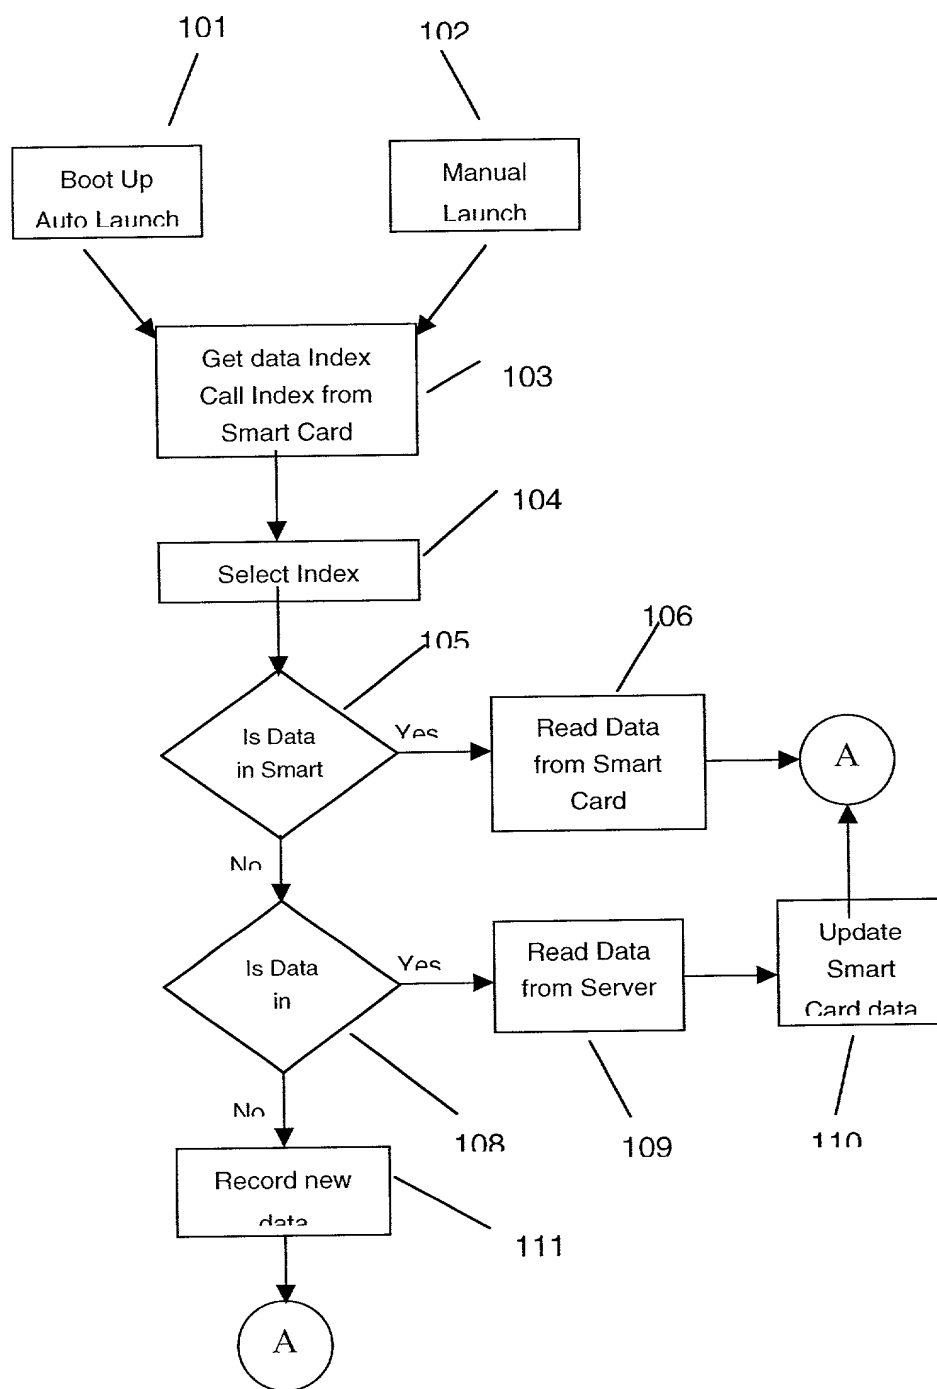 101
102
Boot Up
Auto Launch
Manual
Launch
Get data Index
Call Index from
Smart Card
103
104
Select Index
105
106
Is Data
in Smart
Yes
Read Data
from Smart
Card
A
No
Is Data
in
Yes
Read Data
from Server
Update
Smart
Card data
No
108
109
110
Record new
data
111
A